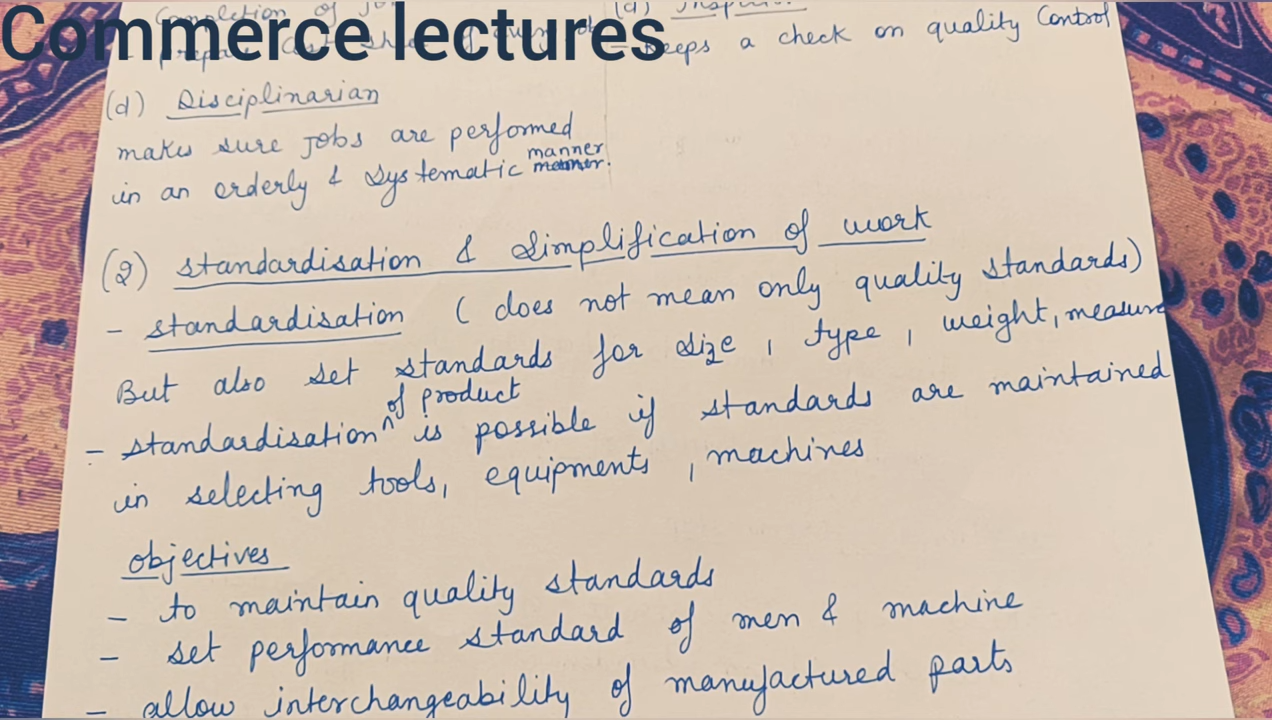 Commerce lectures
completion of
(d)
keeps a check on quality Control
(d) Disciplinarian
makes sure jobs are performed
in an orderly & systematic manner.
(2) standardisation & simplification of work
- standardisation ( does not mean only quality standards)
But also set standards for size, type, weight, measure
- standardisation of product is possible if standards are maintained
in selecting tools, equipments, machines
objectives
- to maintain quality standards
- set performance standard of men & machine
- allow interchangeability of manufactured parts